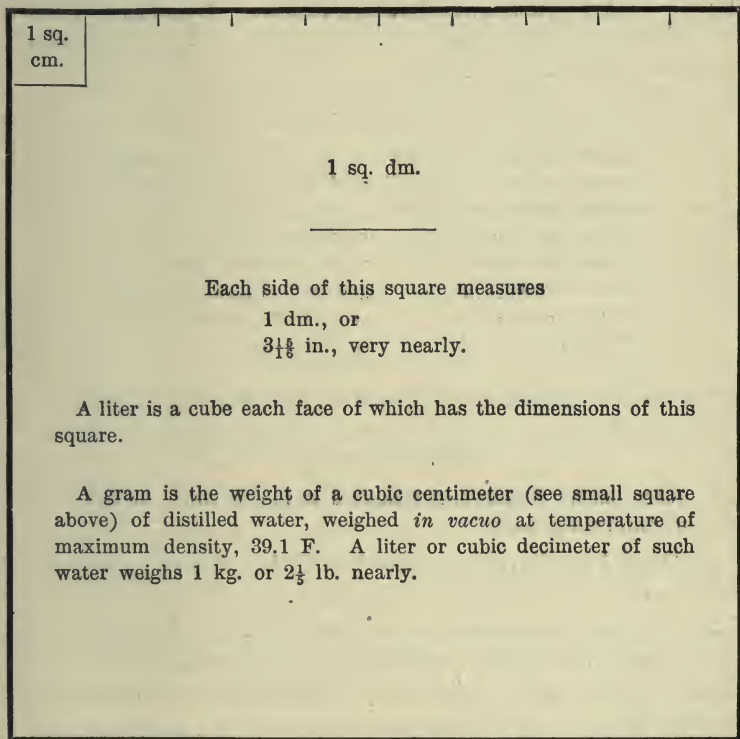 1 sq.
cm.
1 sq. dm.
Each side of this square measures
1 dm., or
3 15/16 in., very nearly.
A liter is a cube each face of which has the dimensions of this
square.
A gram is the weight of a cubic centimeter (see small square
above) of distilled water, weighed in vacuo at temperature of
maximum density, 39.1 F. A liter or cubic decimeter of such
water weighs 1 kg. or 2⅕ lb. nearly.